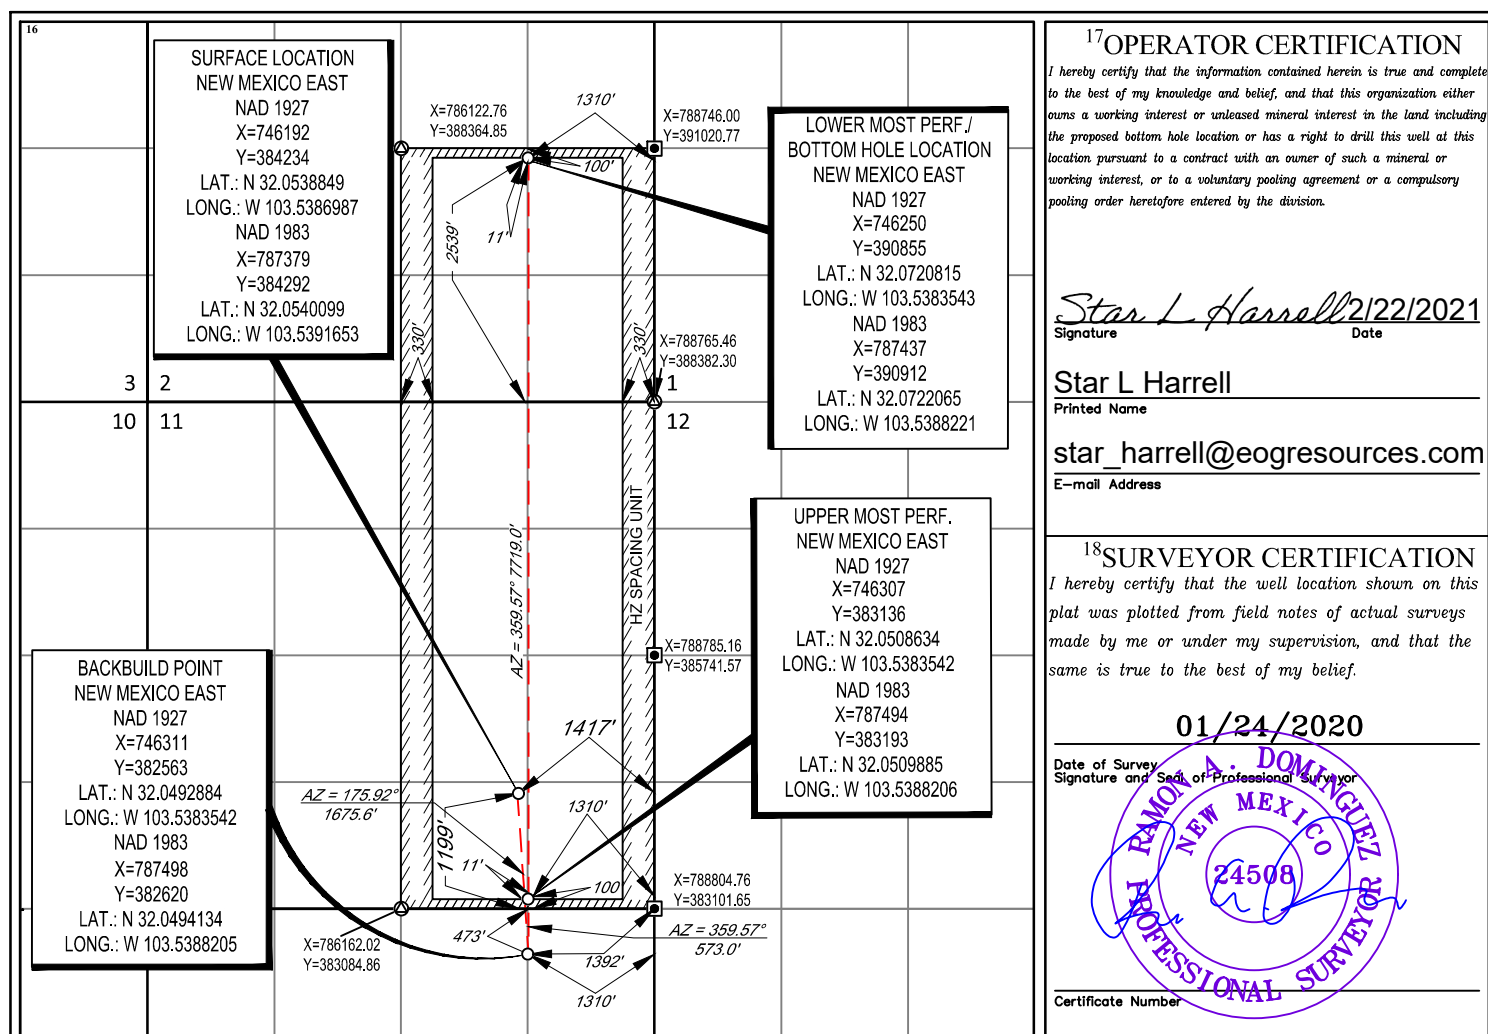 16
SURFACE LOCATION
NEW MEXICO EAST
NAD 1927
X=746192
Y=384234
LAT.: N 32.0538849
LONG.: W 103.5386987
NAD 1983
X=787379
Y=384292
LAT.: N 32.0540099
LONG.: W 103.5391653
X=786122.76
Y=388364.85
1310'
X=788746.00
Y=391020.77
LOWER MOST PERF./
BOTTOM HOLE LOCATION
NEW MEXICO EAST
NAD 1927
X=746250
Y=390855
LAT.: N 32.0720815
LONG.: W 103.5383543
NAD 1983
X=787437
Y=390912
LAT.: N 32.0722065
LONG.: W 103.5388221
100'
11'
2539'
330'
330'
X=788765.46
Y=388382.30
3 2
1
10 11
12
HZ SPACING UNIT
AZ = 359.57° 7719.0'
UPPER MOST PERF.
NEW MEXICO EAST
NAD 1927
X=746307
Y=383136
LAT.: N 32.0508634
LONG.: W 103.5383542
NAD 1983
X=787494
Y=383193
LAT.: N 32.0509885
LONG.: W 103.5388206
X=788785.16
Y=385741.57
BACKBUILD POINT
NEW MEXICO EAST
NAD 1927
X=746311
Y=382563
LAT.: N 32.0492884
LONG.: W 103.5383542
NAD 1983
X=787498
Y=382620
LAT.: N 32.0494134
LONG.: W 103.5388205
1417'
AZ = 175.92°
1675.6'
1310'
1199'
11'
100'
X=788804.76
Y=383101.65
473'
AZ = 359.57°
573.0'
X=786162.02
Y=383084.86
1392'
1310'
17OPERATOR CERTIFICATION
I hereby certify that the information contained herein is true and complete
to the best of my knowledge and belief, and that this organization either
owns a working interest or unleased mineral interest in the land including
the proposed bottom hole location or has a right to drill this well at this
location pursuant to a contract with an owner of such a mineral or
working interest, or to a voluntary pooling agreement or a compulsory
pooling order heretofore entered by the division.
Star L Harrell 2/22/2021
Signature Date
Star L Harrell
Printed Name
star_harrell@eogresources.com
E-mail Address
18SURVEYOR CERTIFICATION
I hereby certify that the well location shown on this
plat was plotted from field notes of actual surveys
made by me or under my supervision, and that the
same is true to the best of my belief.
01/24/2020
Date of Survey
Signature and Seal of Professional Surveyor
RAMON A. DOMINGUEZ
NEW MEXICO
24508
PROFESSIONAL SURVEYOR
Certificate Number